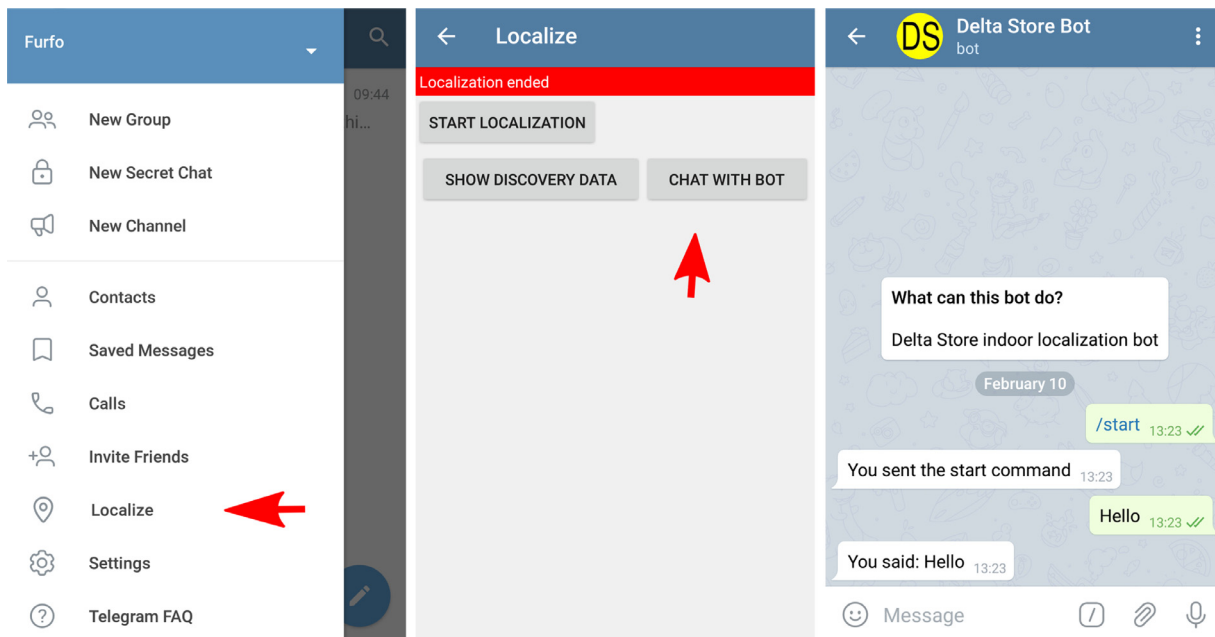 Furfo
09:44
hi...
New Group
New Secret Chat
New Channel
Contacts
Saved Messages
Calls
Invite Friends
Localize
Settings
Telegram FAQ
Localize
Localization ended
START LOCALIZATION
SHOW DISCOVERY DATA
CHAT WITH BOT
DS
Delta Store Bot
bot
What can this bot do?
Delta Store indoor localization bot
February 10
/start 13:23
You sent the start command 13:23
Hello 13:23
You said: Hello 13:23
Message
/